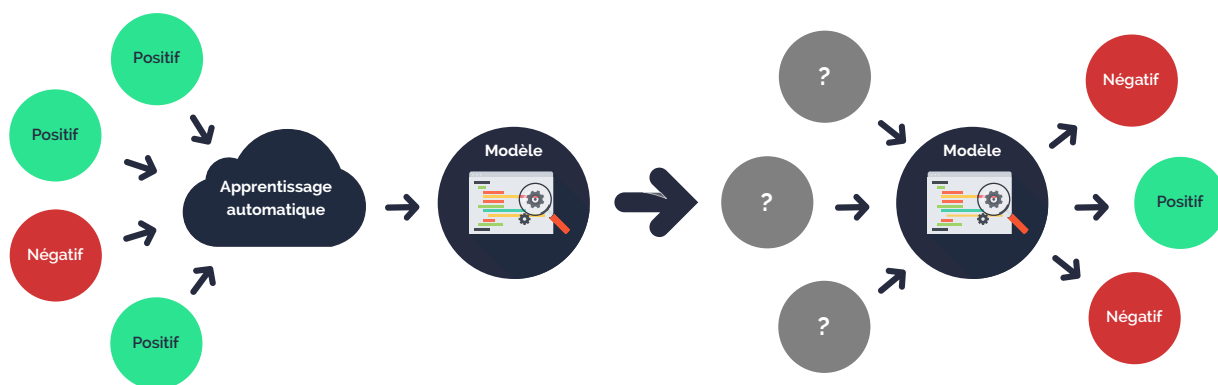 Positif
Positif
Négatif
Positif
Apprentissage
automatique
Modèle
?
?
?
Modèle
Négatif
Positif
Négatif